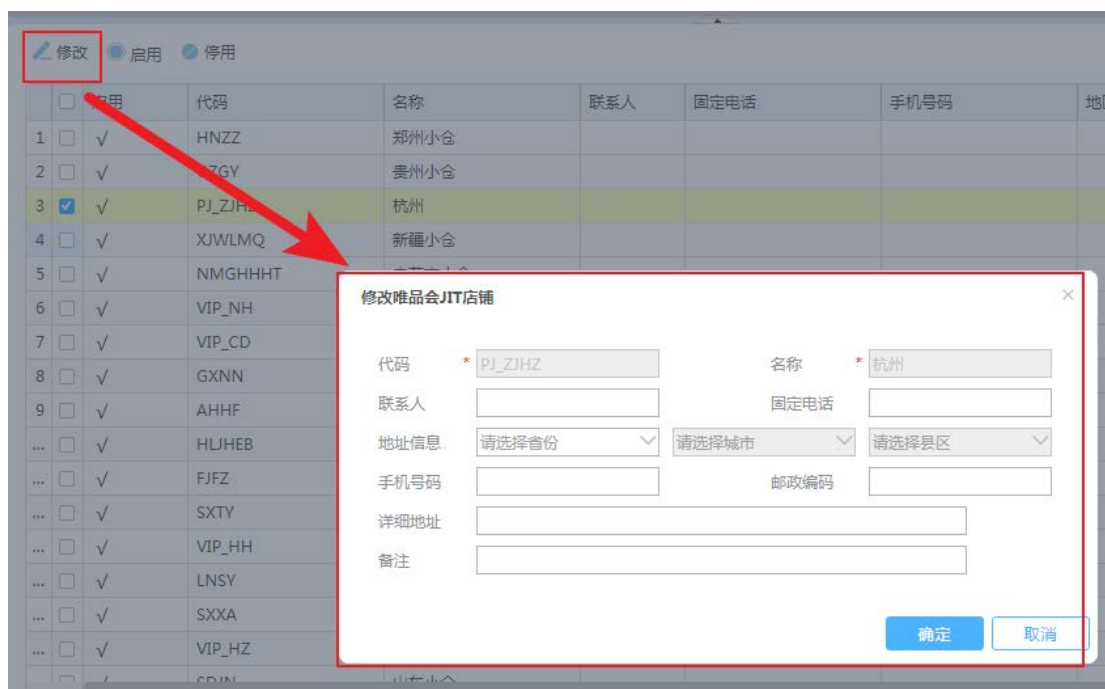 修改 启用 停用
启用 代码 名称 联系人 固定电话 手机号码
1 √ HNZZ 郑州小仓
2 √ GZGY 贵州小仓
3 √ PJ_ZJHZ 杭州
4 √ XJWLMQ 新疆小仓
5 √ NMGHHHT
6 √ VIP_NH
7 √ VIP_CD
8 √ GXNN
9 √ AHHF
... √ HLJHEB
... √ FJFZ
... √ SXTY
... √ VIP_HH
... √ LNSY
... √ SXXA
... √ VIP_HZ
修改唯品会JIT店铺 ×
代码 * PJ_ZJHZ 名称 * 杭州
联系人 固定电话
地址信息 请选择省份 请选择城市 请选择县区
手机号码 邮政编码
详细地址
备注
确定 取消